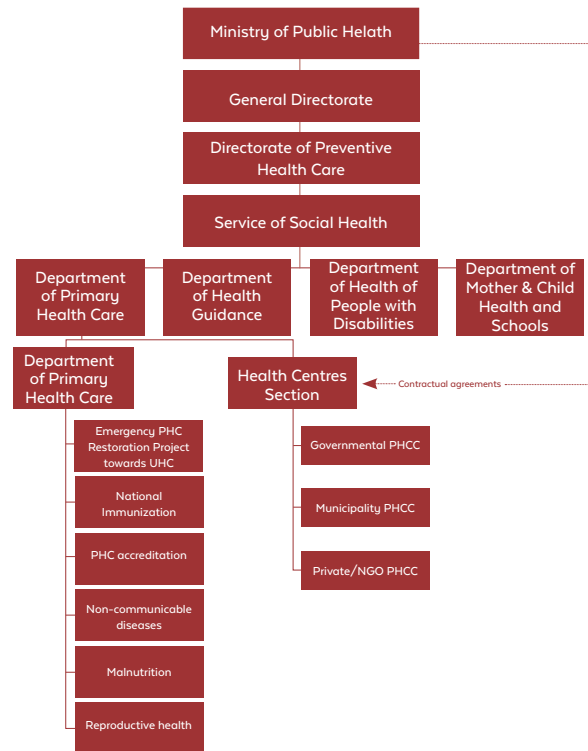 Ministry of Public Helath
General Directorate
Directorate of Preventive
Health Care
Service of Social Health
Department
of Primary
Health Care
Department
of Health
Guidance
Department
of Health of
People with
Disabilities
Department of
Mother & Child
Health and
Schools
Department
of Primary
Health Care
Health Centres
Section
Contractual agreements
Emergency PHC
Restoration Project
towards UHC
National
Immunization
PHC accreditation
Non-communicable
diseases
Malnutrition
Reproductive health
Governmental PHCC
Municipality PHCC
Private/NGO PHCC